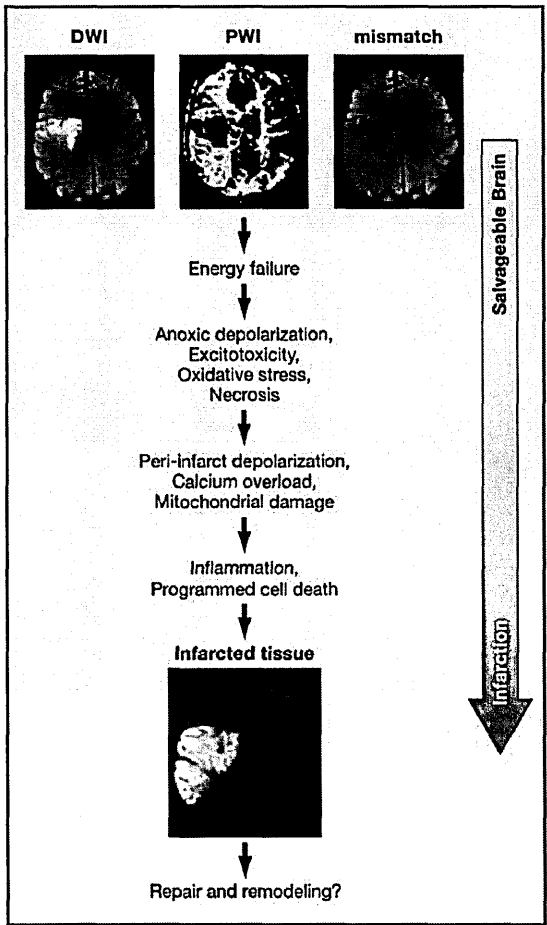 DWI
PWI
mismatch
Energy failure
Anoxic depolarization,
Excitotoxicity,
Oxidative stress,
Necrosis
Peri-infarct depolarization,
Calcium overload,
Mitochondrial damage
Inflammation,
Programmed cell death
Infarcted tissue
Repair and remodeling?
Salvageable Brain
Infarction